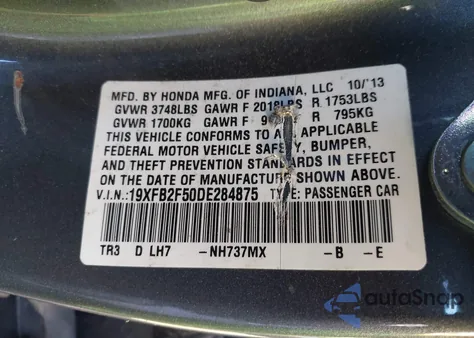 MFD. BY HONDA MFG. OF INDIANA, LLC 10/'13
GVWR 3748LBS GAWR F 2018LBS R 1753LBS
GVWR 1700KG GAWR F R 795KG
THIS VEHICLE CONFORMS TO ALL APPLICABLE
FEDERAL MOTOR VEHICLE SAFETY, BUMPER,
AND THEFT PREVENTION STANDARDS IN EFFECT
ON THE DATE OF MANUFACTURE SHOWN ABOVE.
V.I.N.:19XFB2F50DE284875 TYPE: PASSENGER CAR
TR3 D LH7 -NH737MX -B -E
autoSnap